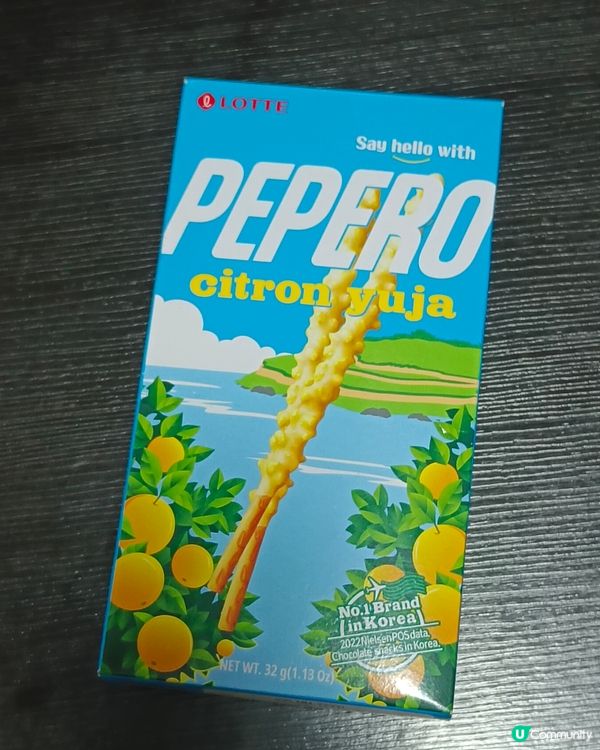 LOTTE
Say hello with
PEPERO
citron yuja
No.1 Brand
in Korea
2022 Nielsen POS data.
Chocolate snacks in Korea.
NET WT. 32 g(1.13 Oz)
U Community